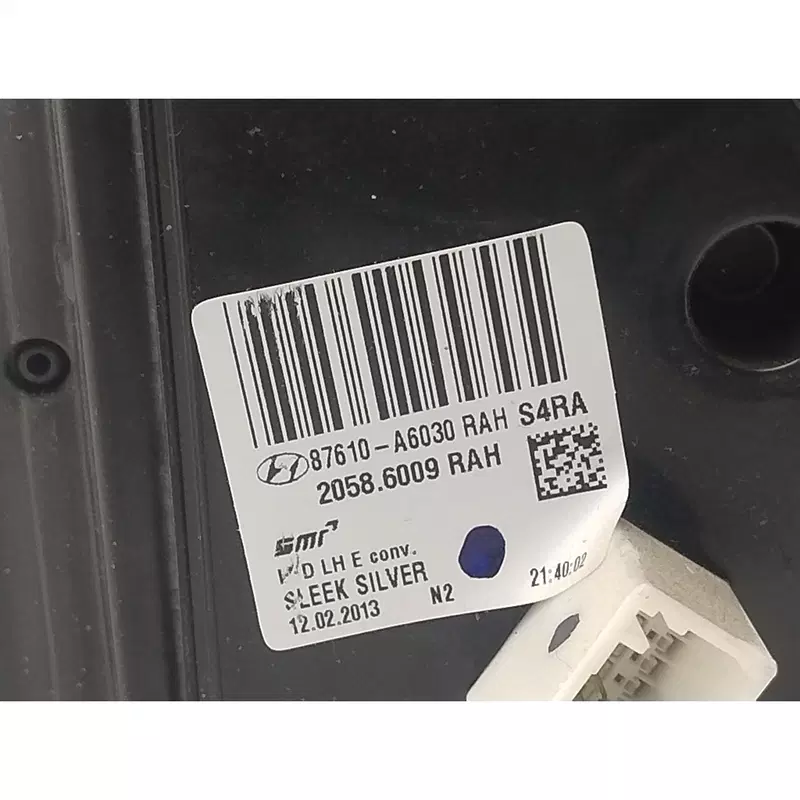 87610-A6030 RAH S4RA
2058.6009 RAH
smr
D LH E conv.
SLEEK SILVER N2
12.02.2013
21:40:02